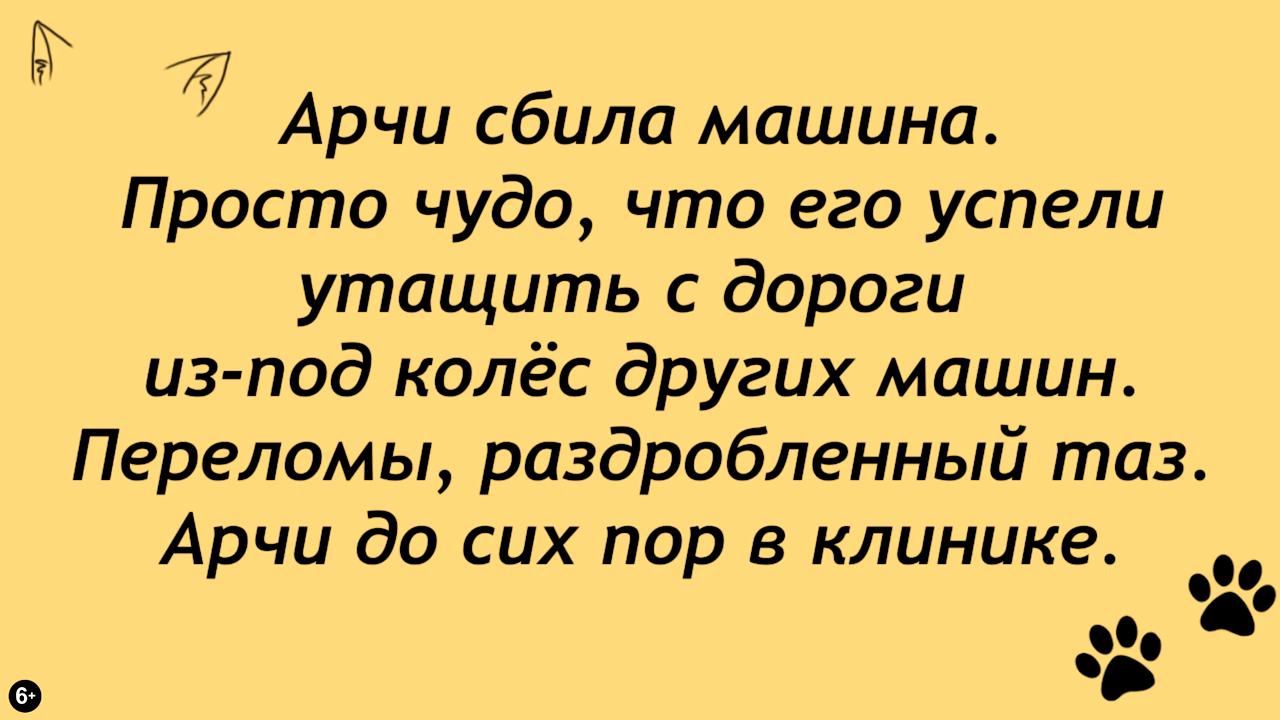 Арчи сбила машина.
Просто чудо, что его успели
утащить с дороги
из-под колёс других машин.
Переломы, раздробленный таз.
Арчи до сих пор в клинике.
6+